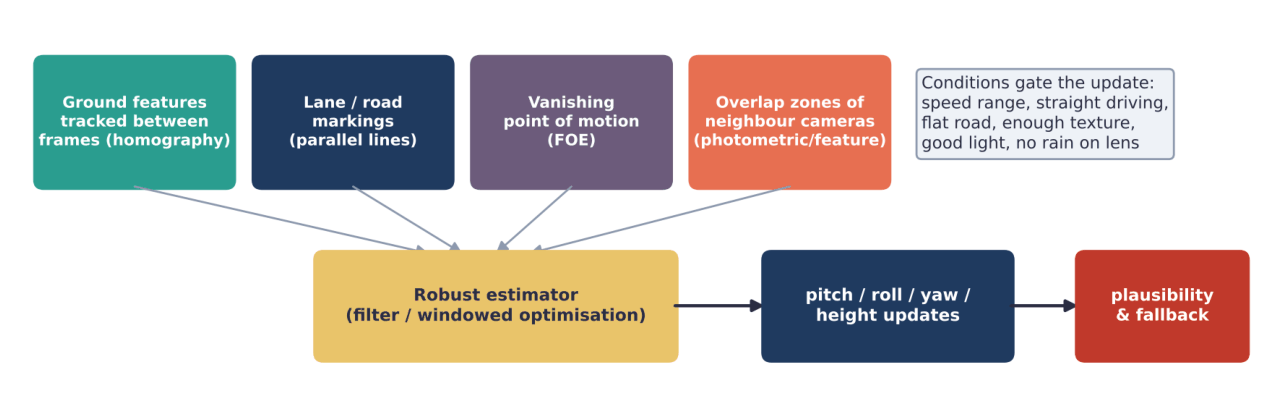 Ground features
tracked between
frames (homography)
Lane / road
markings
(parallel lines)
Vanishing
point of motion
(FOE)
Overlap zones of
neighbour cameras
(photometric/feature)
Conditions gate the update:
speed range, straight driving,
flat road, enough texture,
good light, no rain on lens
Robust estimator
(filter / windowed optimisation)
pitch / roll / yaw /
height updates
plausibility
& fallback